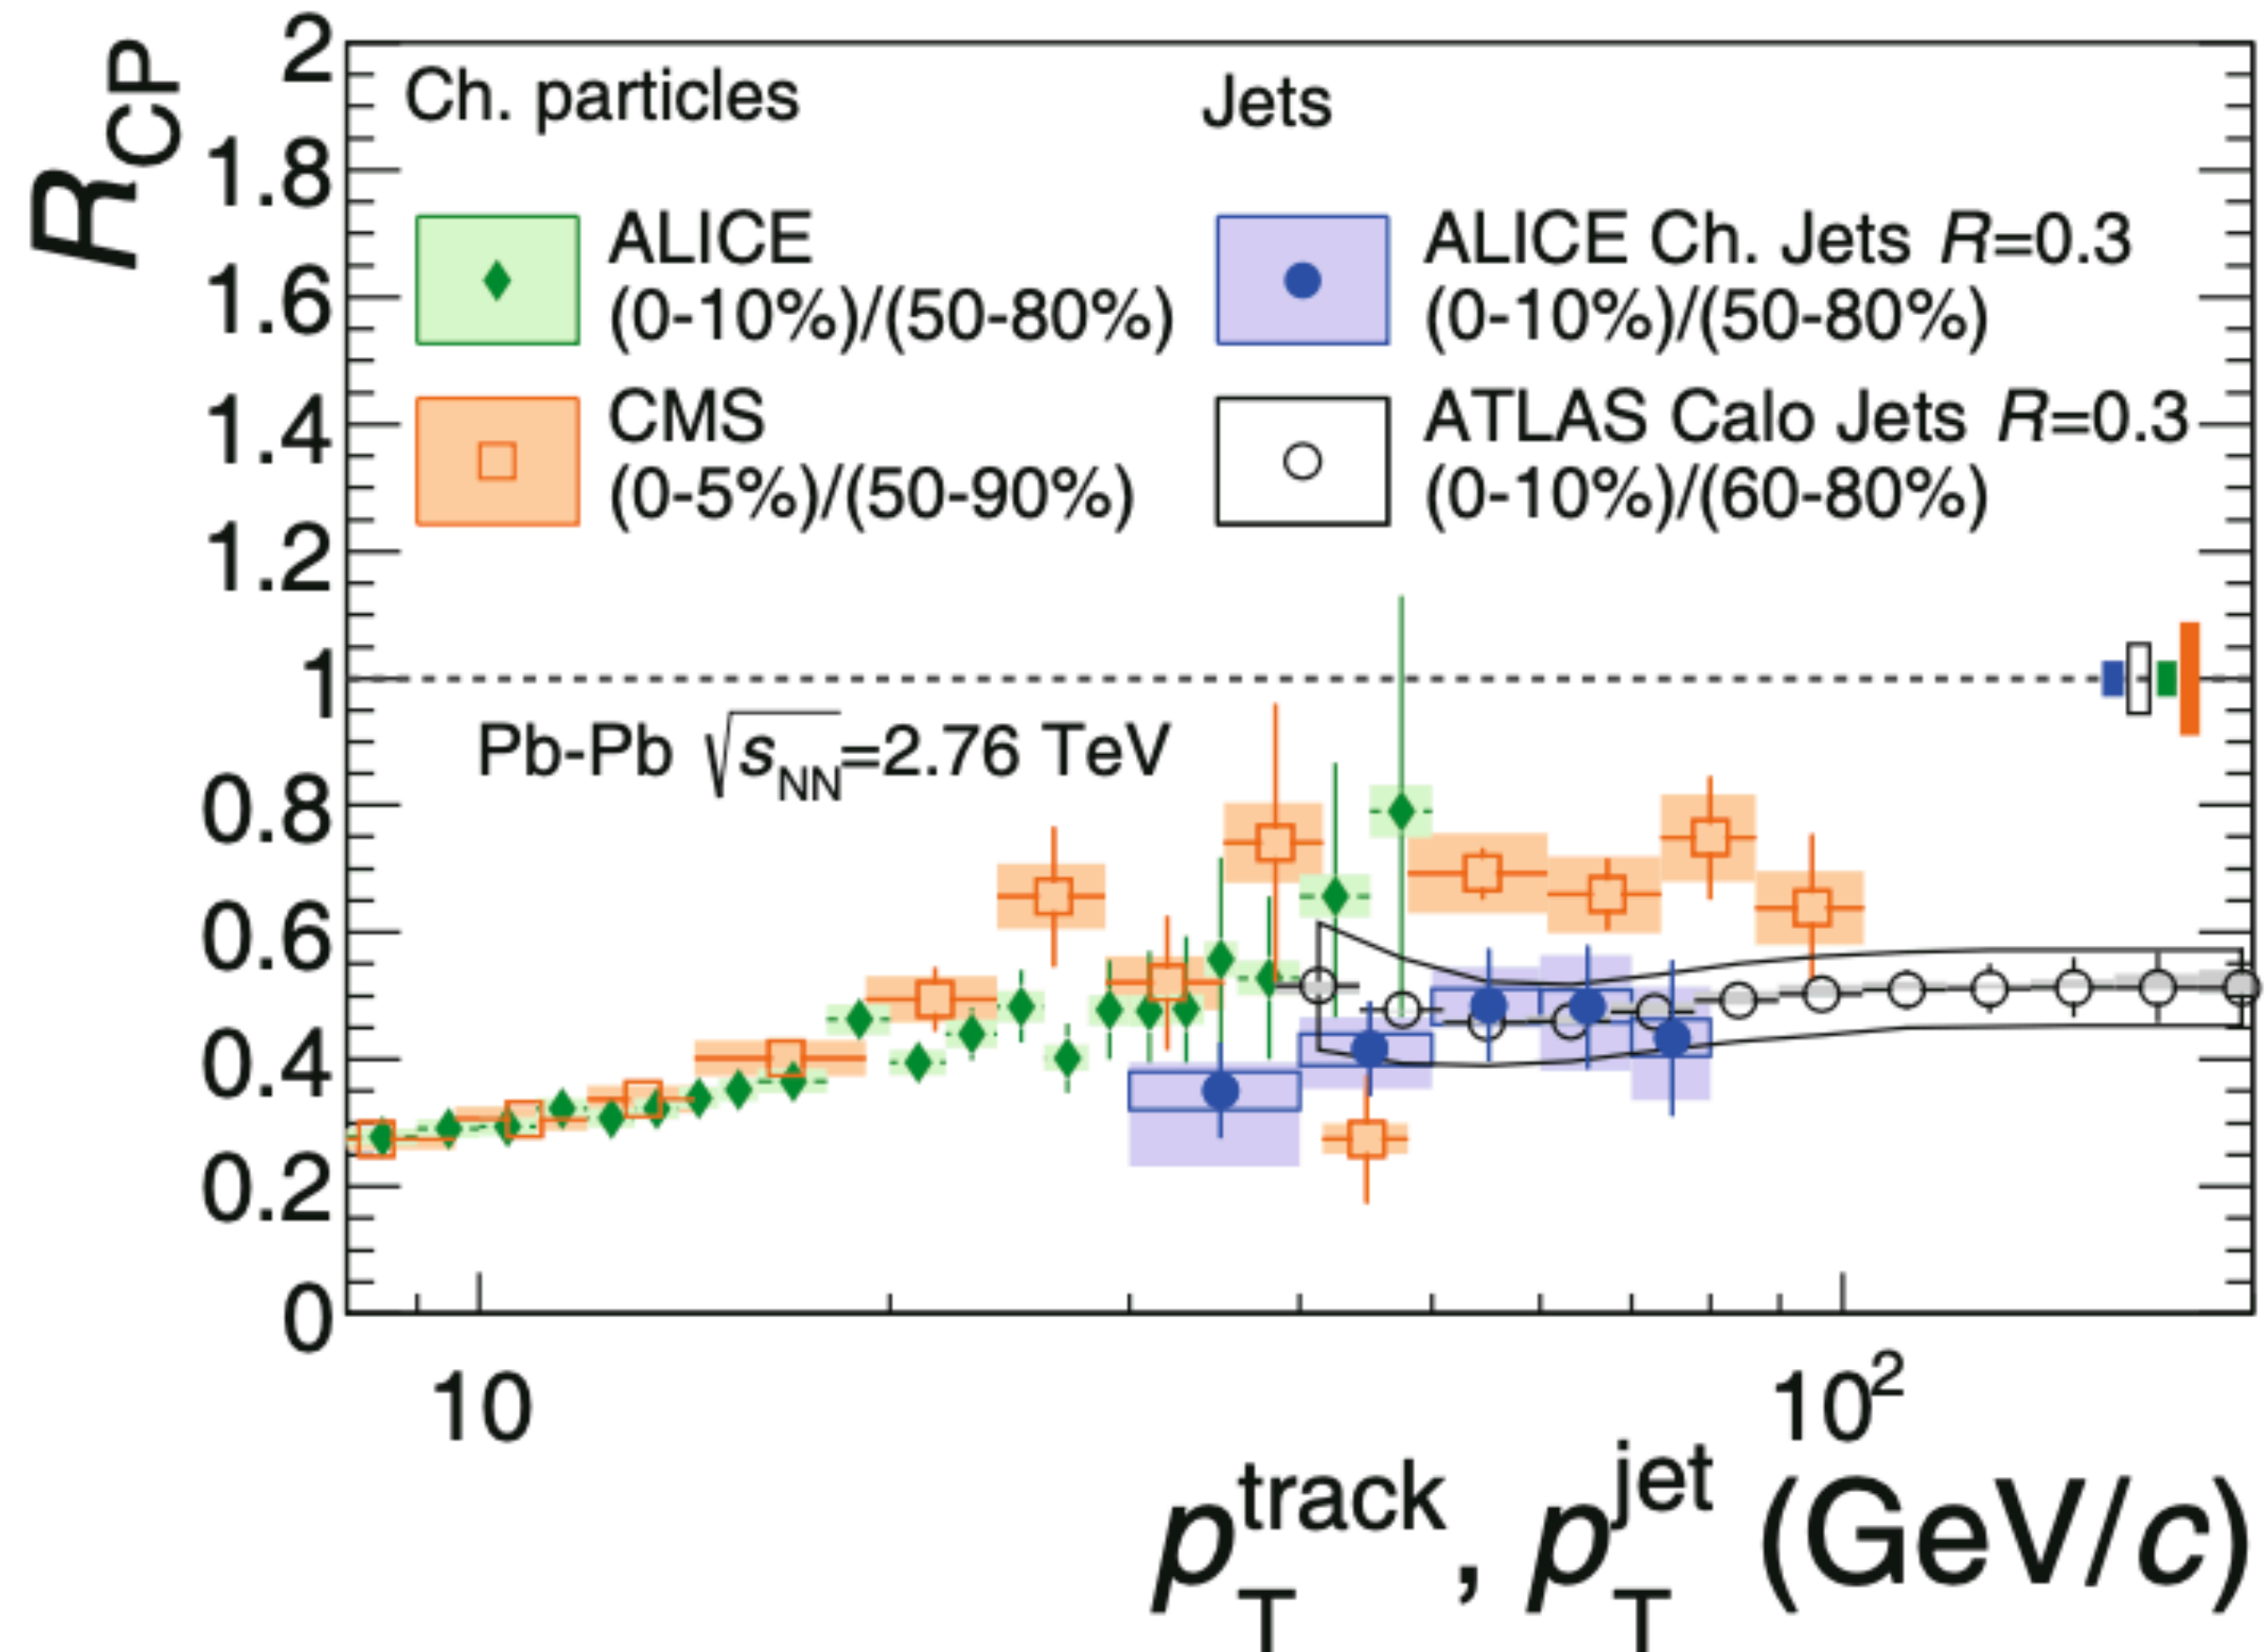 R_CP
2
1.8
1.6
1.4
1.2
1
0.8
0.6
0.4
0.2
0
Ch. particles
ALICE
(0-10%)/(50-80%)
CMS
(0-5%)/(50-90%)
Jets
ALICE Ch. Jets R=0.3
(0-10%)/(50-80%)
ATLAS Calo Jets R=0.3
(0-10%)/(60-80%)
Pb-Pb √s_NN=2.76 TeV
10
10²
p_T^track, p_T^jet (GeV/c)